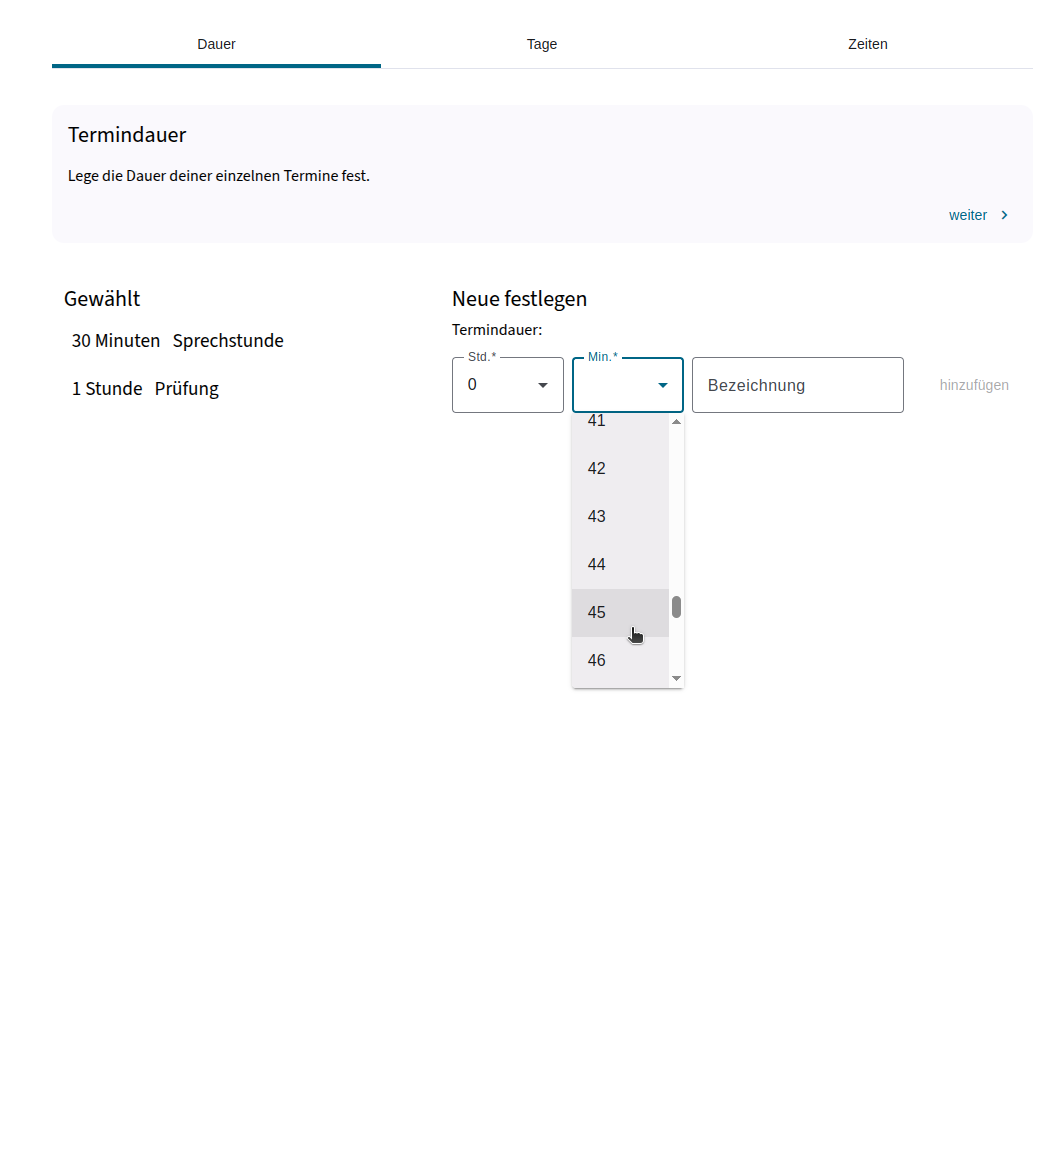 Dauer Tage Zeiten
Termindauer
Lege die Dauer deiner einzelnen Termine fest.
weiter
Gewählt
30 Minuten Sprechstunde
1 Stunde Prüfung
Neue festlegen
Termindauer:
Std.* Min.*
0 Bezeichnung hinzufügen
41
42
43
44
45
46